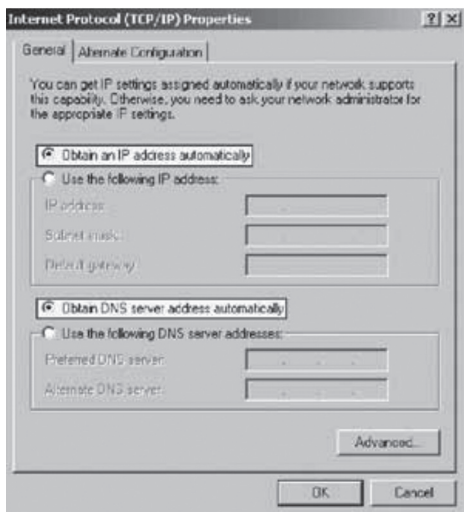 Internet Protocol (TCP/IP) Properties
? X
General
Alternate Configuration
You can get IP settings assigned automatically if your network supports
this capability. Otherwise, you need to ask your network administrator for
the appropriate IP settings.
Obtain an IP address automatically
Use the following IP address:
IP address:
Subnet mask:
Default gateway:
Obtain DNS server address automatically
Use the following DNS server addresses:
Preferred DNS server:
Alternate DNS server:
Advanced...
OK
Cancel